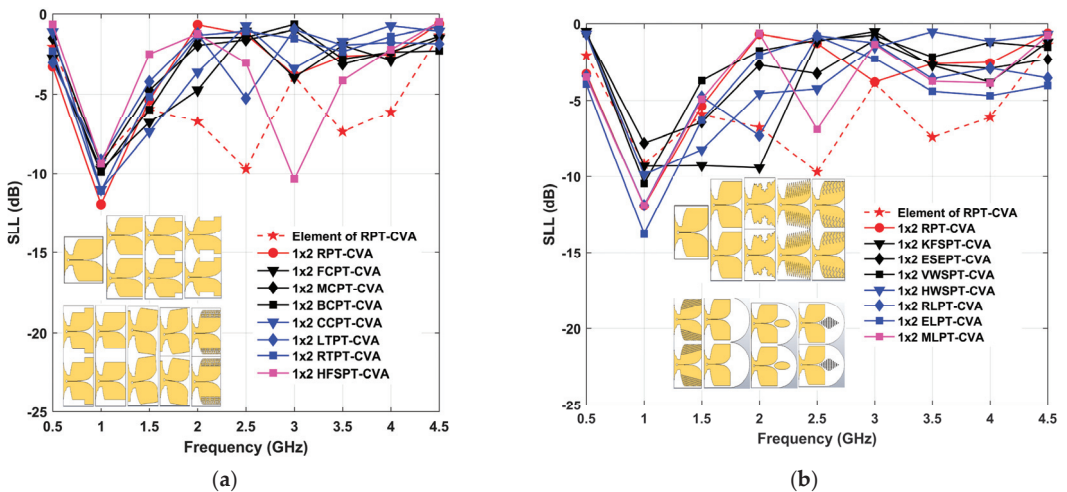 0
-5
-10
-15
-20
-25
SLL (dB)
0.5 1 1.5 2 2.5 3 3.5 4 4.5
Frequency (GHz)
(a)
Element of RPT-CVA
1x2 RPT-CVA
1x2 FCPT-CVA
1x2 MCPT-CVA
1x2 BCPT-CVA
1x2 CCPT-CVA
1x2 LTPT-CVA
1x2 RTPT-CVA
1x2 HFSPT-CVA
0
-5
-10
-15
-20
-25
SLL (dB)
0.5 1 1.5 2 2.5 3 3.5 4 4.5
Frequency (GHz)
(b)
Element of RPT-CVA
1x2 RPT-CVA
1x2 KFSPT-CVA
1x2 ESEPT-CVA
1x2 VWSPT-CVA
1x2 HWSPT-CVA
1x2 RLPT-CVA
1x2 ELPT-CVA
1x2 MLPT-CVA